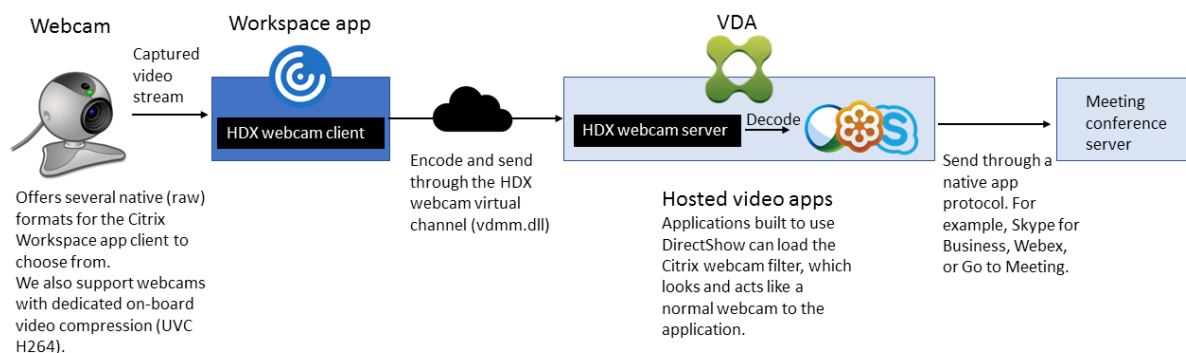 Webcam
Captured
video
stream
Offers several native (raw)
formats for the Citrix
Workspace app client to
choose from.
We also support webcams
with dedicated on-board
video compression (UVC
H264).
Workspace app
HDX webcam client
Encode and send
through the HDX
webcam virtual
channel (vdmm.dll)
VDA
HDX webcam server
Decode
S
Hosted video apps
Applications built to use
DirectShow can load the
Citrix webcam filter, which
looks and acts like a
normal webcam to the
application.
Send through a
native app
protocol. For
example, Skype for
Business, Webex,
or Go to Meeting.
Meeting
conference
server